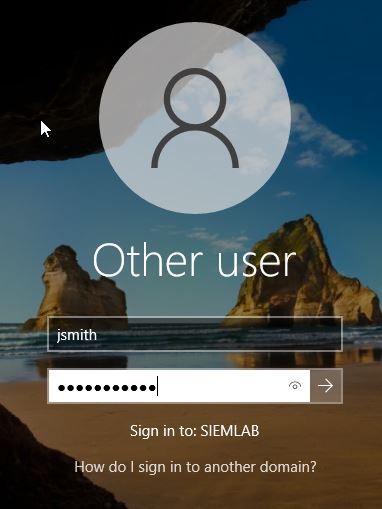 Other user
jsmith
●●●●●●●●●●●
Sign in to: SIEMLAB
How do I sign in to another domain?